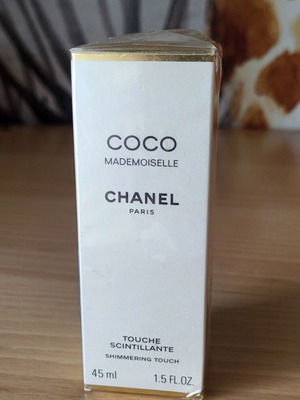 COCO
MADEMOISELLE
CHANEL
PARIS
TOUCHE
SCINTILLANTE
SHIMMERING TOUCH
45 ml 1.5 FL.OZ.